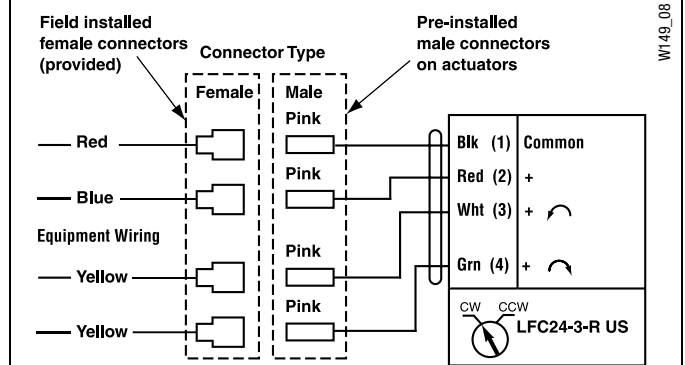 Field installed
female connectors
(provided)
Connector Type
Pre-installed
male connectors
on actuators
W149_08
Female
Male
Pink
Red
Blk (1) Common
Pink
Red (2) +
Blue
Wht (3) +
Equipment Wiring
Pink
Yellow
Grn (4) +
Pink
Yellow
CW CCW
LFC24-3-R US